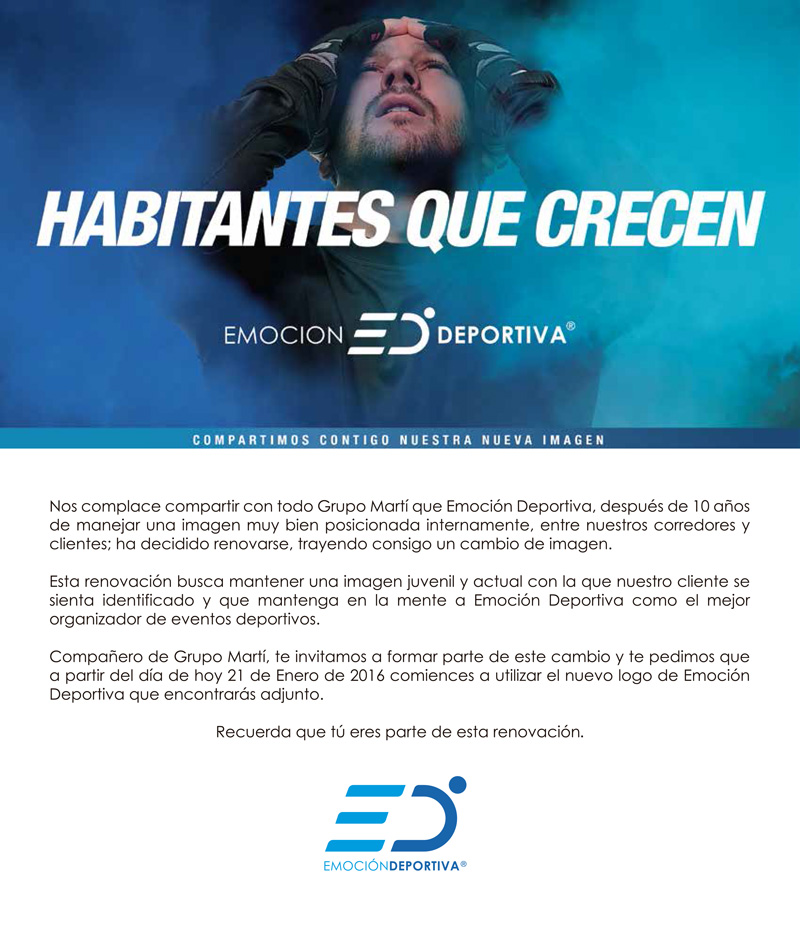 HABITANTES QUE CRECEN
EMOCION ED DEPORTIVA®
COMPARTIMOS CONTIGO NUESTRA NUEVA IMAGEN
Nos complace compartir con todo Grupo Martí que Emoción Deportiva, después de 10 años
de manejar una imagen muy bien posicionada internamente, entre nuestros corredores y
clientes; ha decidido renovarse, trayendo consigo un cambio de imagen.
Esta renovación busca mantener una imagen juvenil y actual con la que nuestro cliente se
sienta identificado y que mantenga en la mente a Emoción Deportiva como el mejor
organizador de eventos deportivos.
Compañero de Grupo Martí, te invitamos a formar parte de este cambio y te pedimos que
a partir del día de hoy 21 de Enero de 2016 comiences a utilizar el nuevo logo de Emoción
Deportiva que encontrarás adjunto.
Recuerda que tú eres parte de esta renovación.
ED
EMOCIÓNDEPORTIVA®